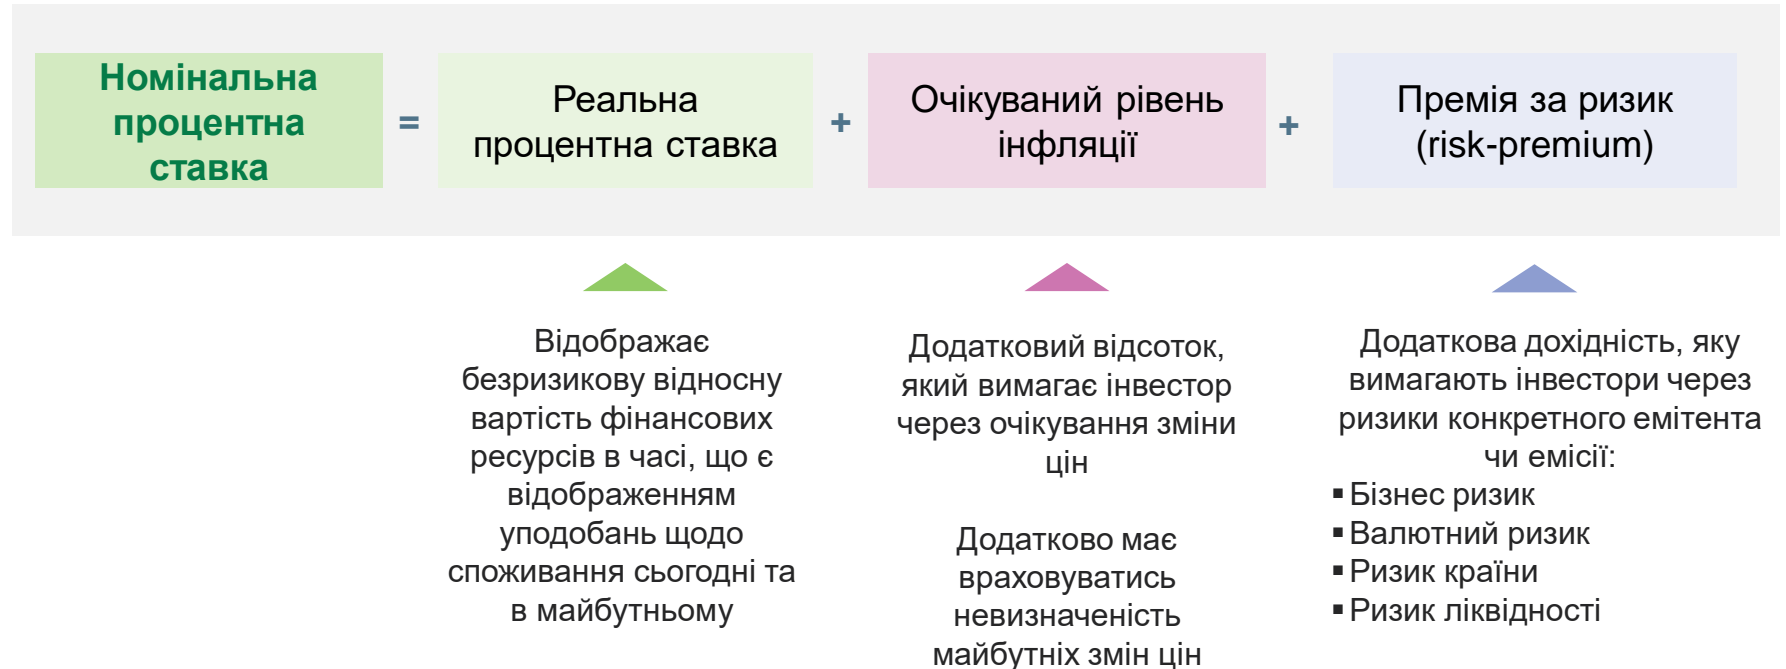 Номінальна
процентна
ставка
=
Реальна
процентна ставка
+
Очікуваний рівень
інфляції
+
Премія за ризик
(risk-premium)
Відображає
безризикову відносну
вартість фінансових
ресурсів в часі, що є
відображенням
уподобань щодо
споживання сьогодні та
в майбутньому
Додатковий відсоток,
який вимагає інвестор
через очікування зміни
цін
Додатково має
враховуватись
невизначеність
майбутніх змін цін
Додаткова дохідність, яку
вимагають інвестори через
ризики конкретного емітента
чи емісії:
▪ Бізнес ризик
▪ Валютний ризик
▪ Ризик країни
▪ Ризик ліквідності